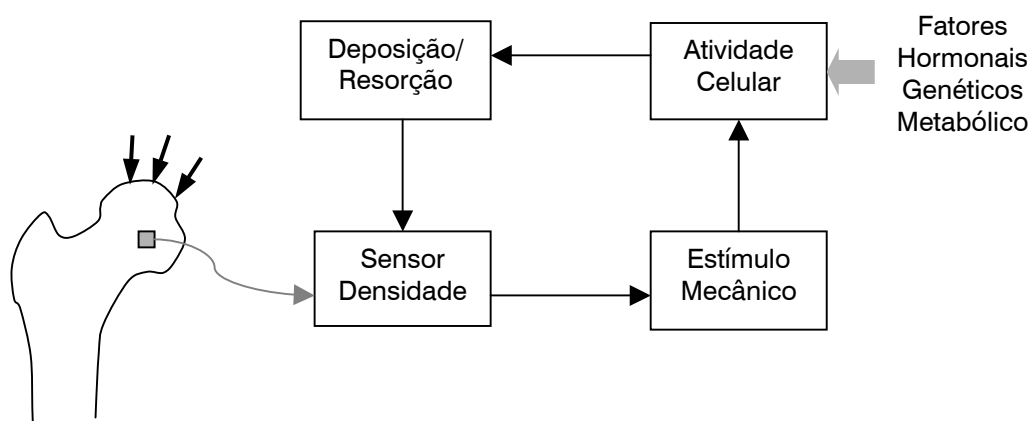 Deposição/
Resorção
Atividade
Celular
Fatores
Hormonais
Genéticos
Metabólico
Sensor
Densidade
Estímulo
Mecânico